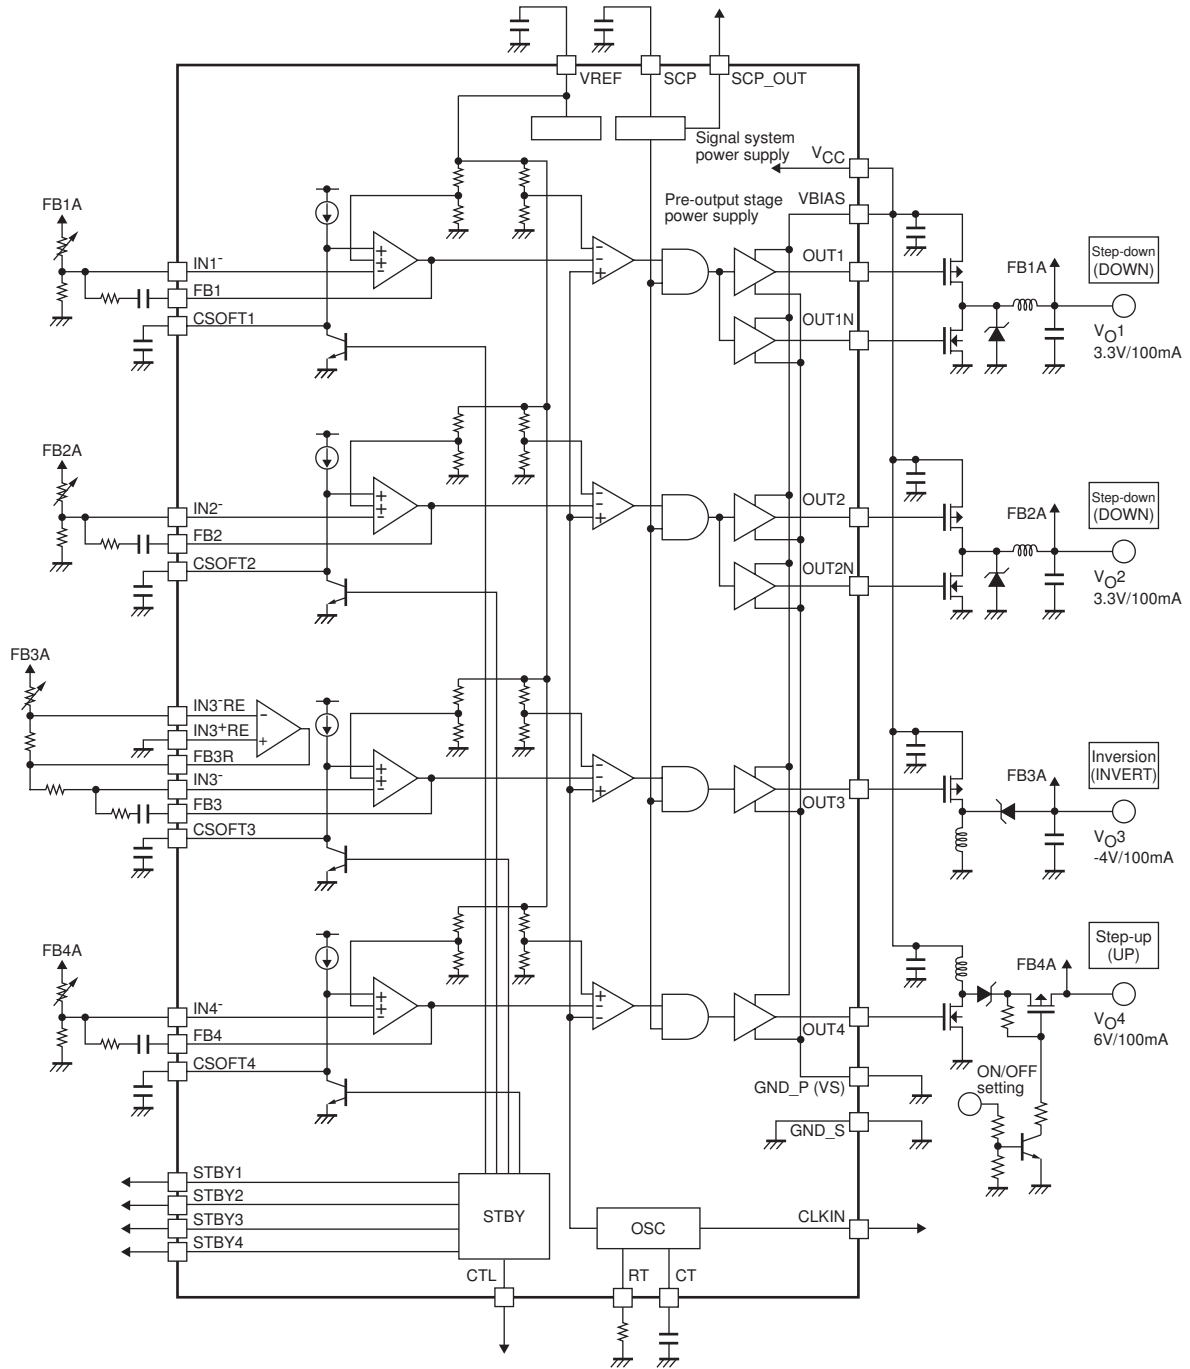 VREF
SCP
SCP_OUT
Signal system
power supply
VCC
Pre-output stage
power supply
VBIAS
FB1A
IN1-
FB1
CSOFT1
+
+
-
-
-
+
OUT1
OUT1N
FB1A
Step-down
(DOWN)
VO1
3.3V/100mA
FB2A
IN2-
FB2
CSOFT2
+
+
-
-
-
+
OUT2
OUT2N
FB2A
Step-down
(DOWN)
VO2
3.3V/100mA
FB3A
IN3-RE
IN3+RE
FB3R
IN3-
FB3
CSOFT3
-
+
+
+
-
-
-
+
OUT3
FB3A
Inversion
(INVERT)
VO3
-4V/100mA
FB4A
IN4-
FB4
CSOFT4
+
+
-
+
-
-
OUT4
FB4A
Step-up
(UP)
VO4
6V/100mA
GND_P (VS)
GND_S
ON/OFF
setting
STBY1
STBY2
STBY3
STBY4
STBY
OSC
CLKIN
CTL
RT
CT